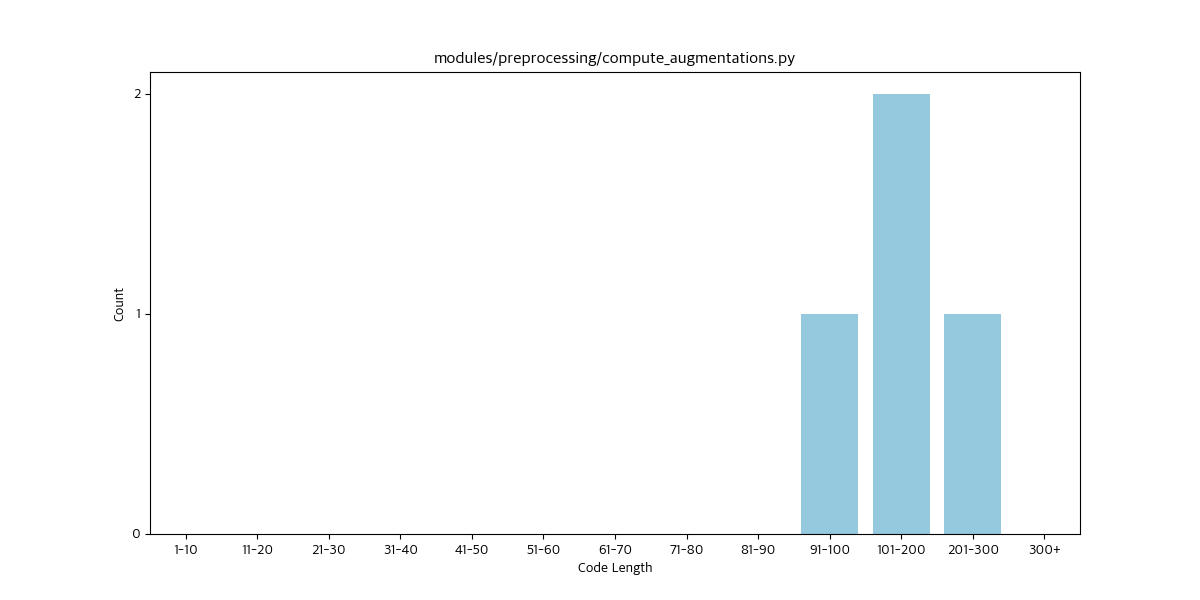 modules/preprocessing/compute_augmentations.py
2
1
0
Count
1-10 11-20 21-30 31-40 41-50 51-60 61-70 71-80 81-90 91-100 101-200 201-300 300+
Code Length